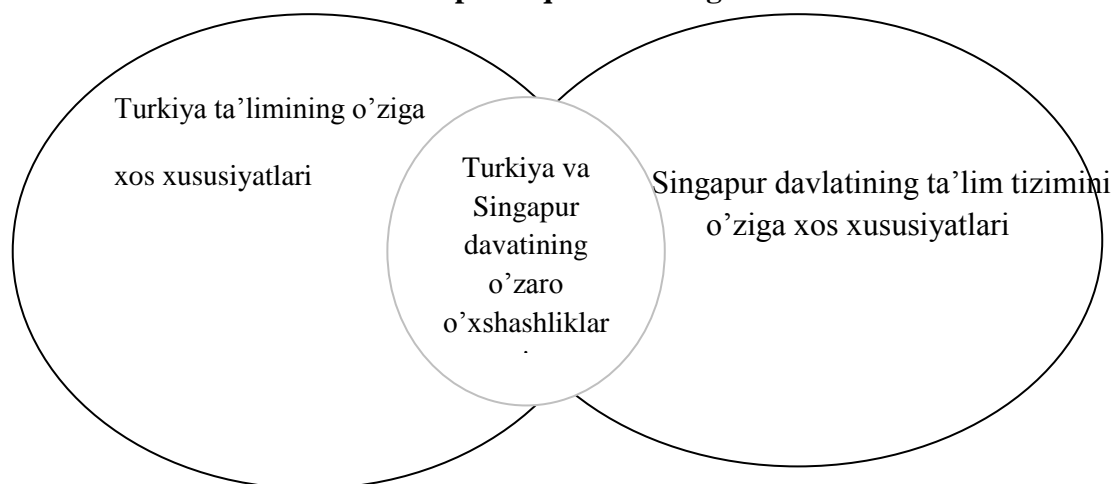 Turkiya ta’limining o’ziga
xos xususiyatlari
Turkiya va
Singapur
davatining
o’zaro
o’xshashliklar
Singapur davlatining ta’lim tizimini
o’ziga xos xususiyatlari